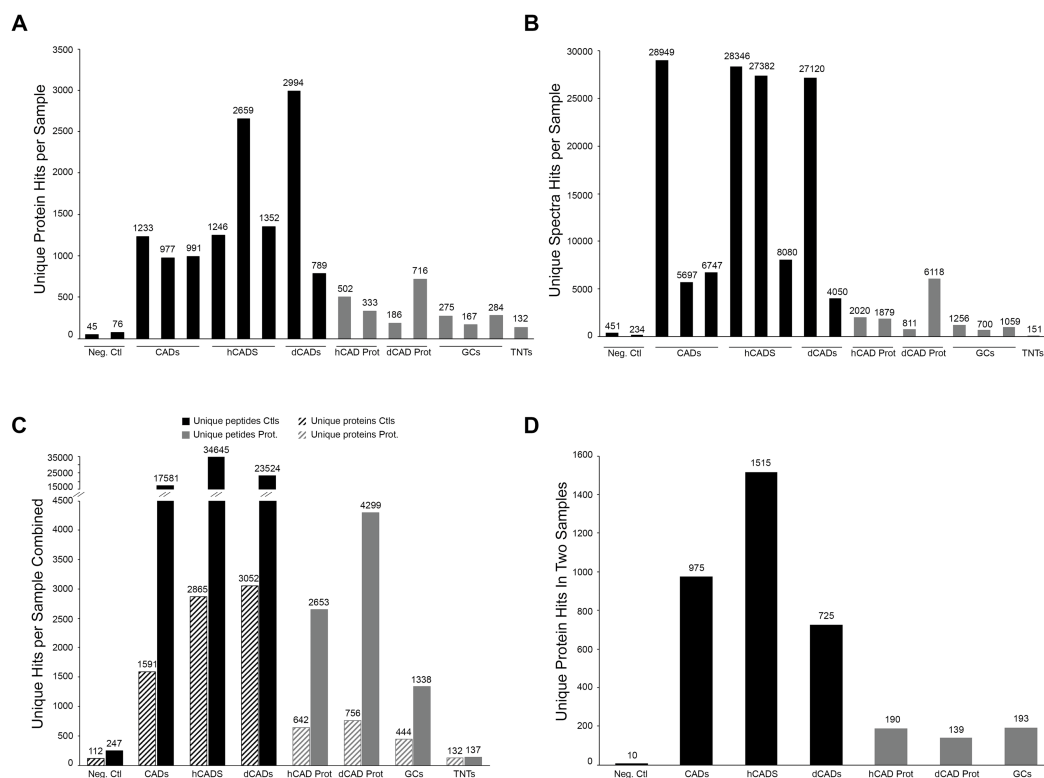 A
Unique Protein Hits per Sample
3500
3000
2500
2000
1500
1000
500
0
45 76 1233 977 991 1246 2659 1352 2994 789 502 333 186 716 275 167 284 132
Neg. Ctl CADs hCADS dCADs hCAD Prot dCAD Prot GCs TNTs
B
Unique Spectra Hits per Sample
30000
25000
20000
15000
10000
5000
0
451 234 28949 5697 6747 28346 27382 8080 27120 4050 2020 1879 811 6118 1256 700 1059 151
Neg. Ctl CADs hCADS dCADs hCAD Prot dCAD Prot GCs TNTs
C
Unique peptides Ctls Unique proteins Ctls
Unique petides Prot. Unique proteins Prot.
Unique Hits per Sample Combined
35000
25000
15000
4500
4000
3500
3000
2500
2000
1500
1000
500
0
112 247 1591 17581 2865 34645 3052 23524 642 2653 756 4299 444 1338 132 137
Neg. Ctl CADs hCADS dCADs hCAD Prot dCAD Prot GCs TNTs
D
Unique Protein Hits In Two Samples
1600
1400
1200
1000
800
600
400
200
0
10 975 1515 725 190 139 193
Neg. Ctl CADs hCADS dCADs hCAD Prot dCAD Prot GCs